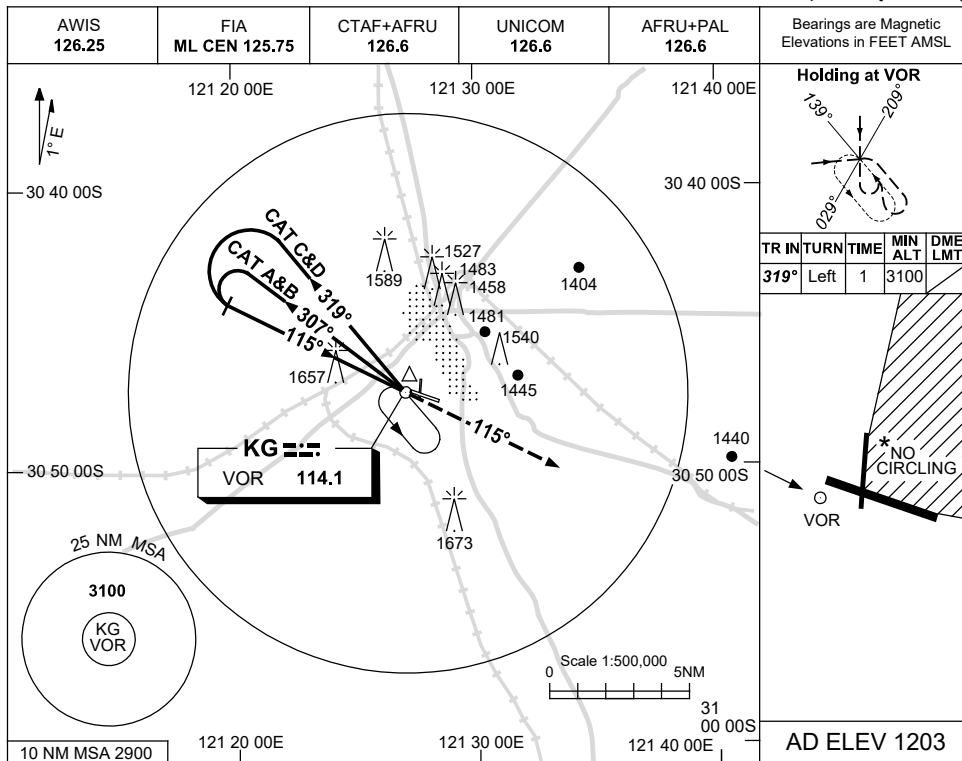 AWIS
126.25
FIA
ML CEN 125.75
CTAF+AFRU
126.6
UNICOM
126.6
AFRU+PAL
126.6
Bearings are Magnetic
Elevations in FEET AMSL
121 20 00E
121 30 00E
121 40 00E
1° E
30 40 00S
30 40 00S
CAT C&D
319°
CAT A&B
307°
115°
1589
1527
1483
1458
1404
1481
1540
1445
1657
115°
KG
VOR 114.1
1440
30 50 00S
30 50 00S
1673
25 NM MSA
3100
KG
VOR
Scale 1:500,000
0 5NM
31
00 00S
121 20 00E
121 30 00E
121 40 00E
10 NM MSA 2900
Holding at VOR
139°
209°
029°
TR IN TURN TIME MIN ALT DME LMT
319° Left 1 3100
*NO
CIRCLING
VOR
AD ELEV 1203